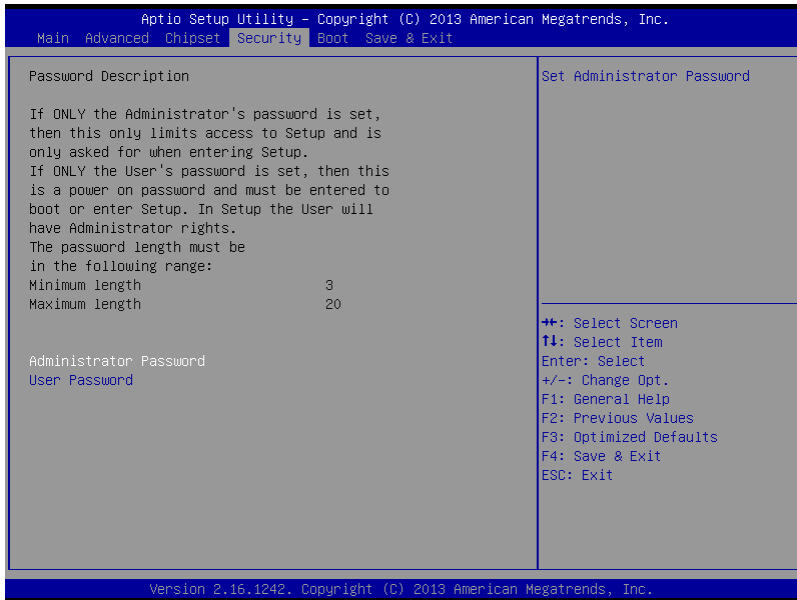 Aptio Setup Utility – Copyright (C) 2013 American Megatrends, Inc.
Main Advanced Chipset Security Boot Save & Exit
Password Description
If ONLY the Administrator's password is set,
then this only limits access to Setup and is
only asked for when entering Setup.
If ONLY the User's password is set, then this
is a power on password and must be entered to
boot or enter Setup. In Setup the User will
have Administrator rights.
The password length must be
in the following range:
Minimum length 3
Maximum length 20
Administrator Password
User Password
Set Administrator Password
→←: Select Screen
↑↓: Select Item
Enter: Select
+/-: Change Opt.
F1: General Help
F2: Previous Values
F3: Optimized Defaults
F4: Save & Exit
ESC: Exit
Version 2.16.1242. Copyright (C) 2013 American Megatrends, Inc.